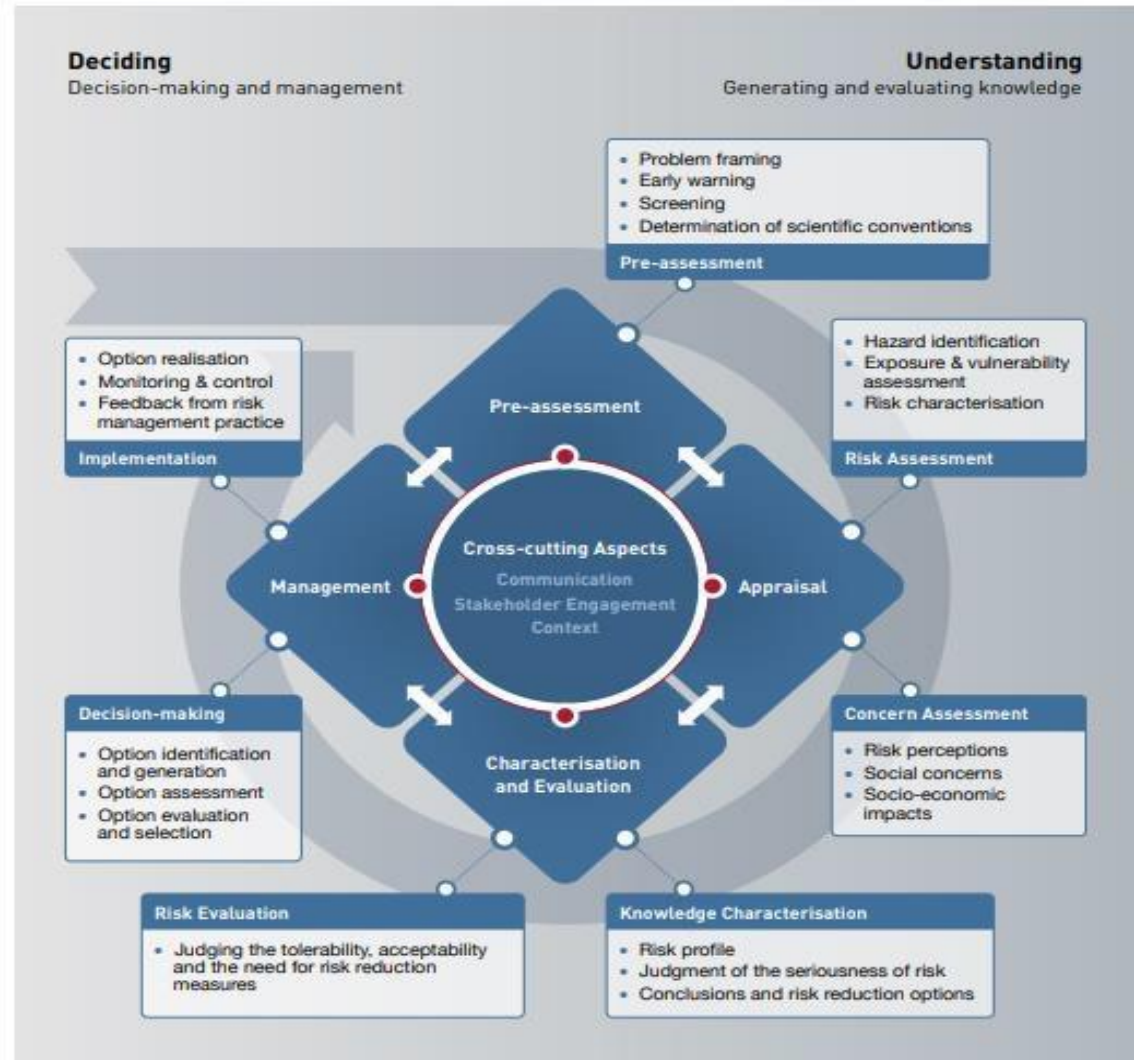 Deciding
Decision-making and management
Understanding
Generating and evaluating knowledge
• Problem framing
• Early warning
• Screening
• Determination of scientific conventions
Pre-assessment
• Option realisation
• Monitoring & control
• Feedback from risk
management practice
Implementation
• Hazard identification
• Exposure & vulnerability
assessment
• Risk characterisation
Risk Assessment
Pre-assessment
Management
Cross-cutting Aspects
Communication
Stakeholder Engagement
Context
Appraisal
Characterisation
and Evaluation
Decision-making
• Option identification
and generation
• Option assessment
• Option evaluation
and selection
Concern Assessment
• Risk perceptions
• Social concerns
• Socio-economic
impacts
Risk Evaluation
• Judging the tolerability, acceptability
and the need for risk reduction
measures
Knowledge Characterisation
• Risk profile
• Judgment of the seriousness of risk
• Conclusions and risk reduction options